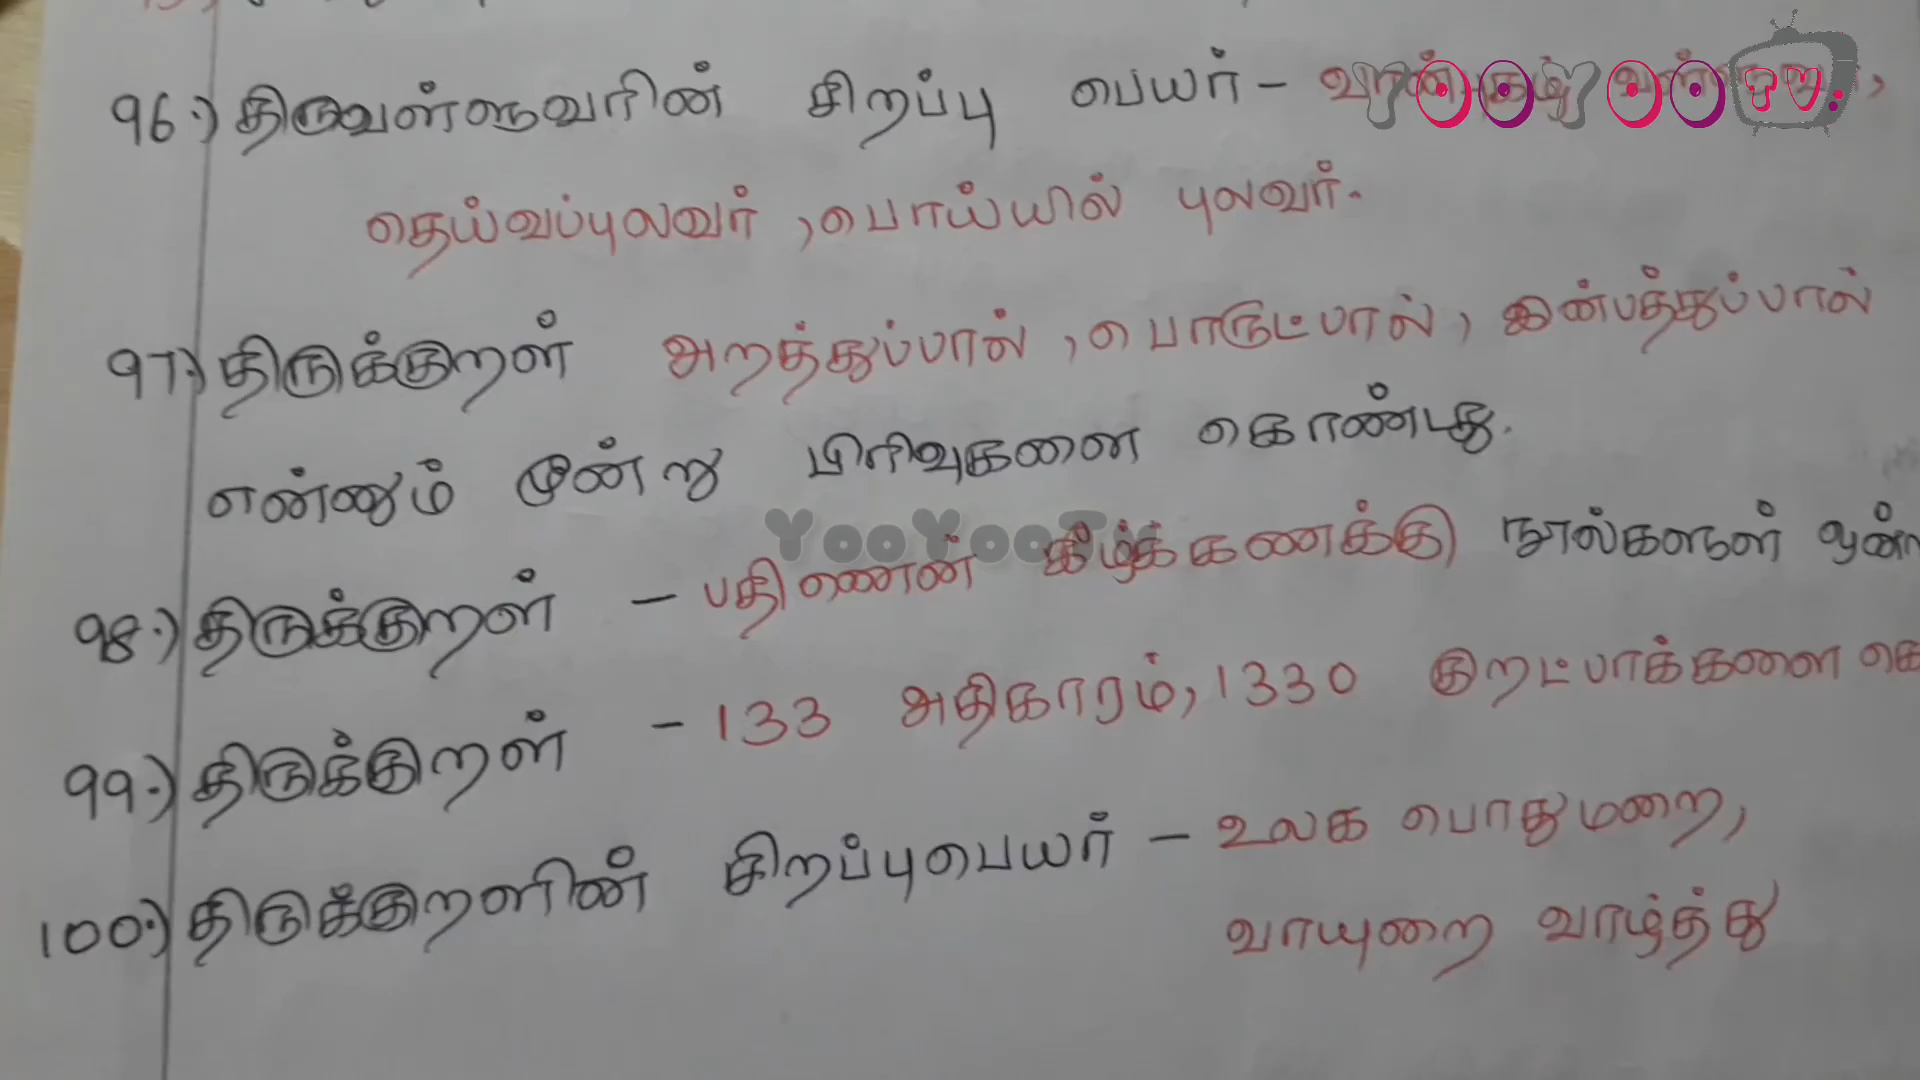 96.) திருவள்ளுவரின் சிறப்பு பெயர் -
தெய்வப்புலவர், பொய்யில் புலவர்.
97.) திருக்குறள் அறத்துப்பால், பொருட்பால், இன்பத்துப்பால்
என்னும் மூன்று பிரிவுகளை கொண்டது.
YooYooTv
98.) திருக்குறள் - பதிணென் கீழ்க்கணக்கு நூல்களுள்
99.) திருக்குறள் - 133 அதிகாரம், 1330 குறட்பாக்களை
100.) திருக்குறளின் சிறப்புபெயர் - உலக பொதுமறை,
வாயுறை வாழ்த்து